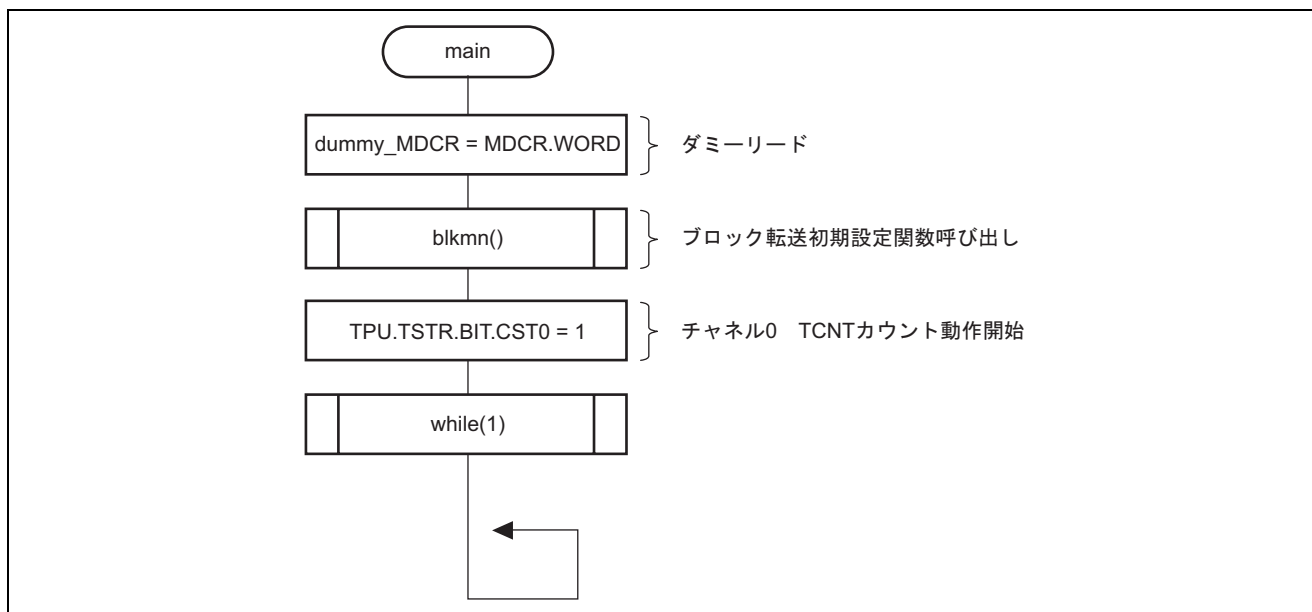 main
dummy_MDCR = MDCR.WORD ダミーリード
blkmn() ブロック転送初期設定関数呼び出し
TPU.TSTR.BIT.CST0 = 1 チャネル0　TCNTカウント動作開始
while(1)